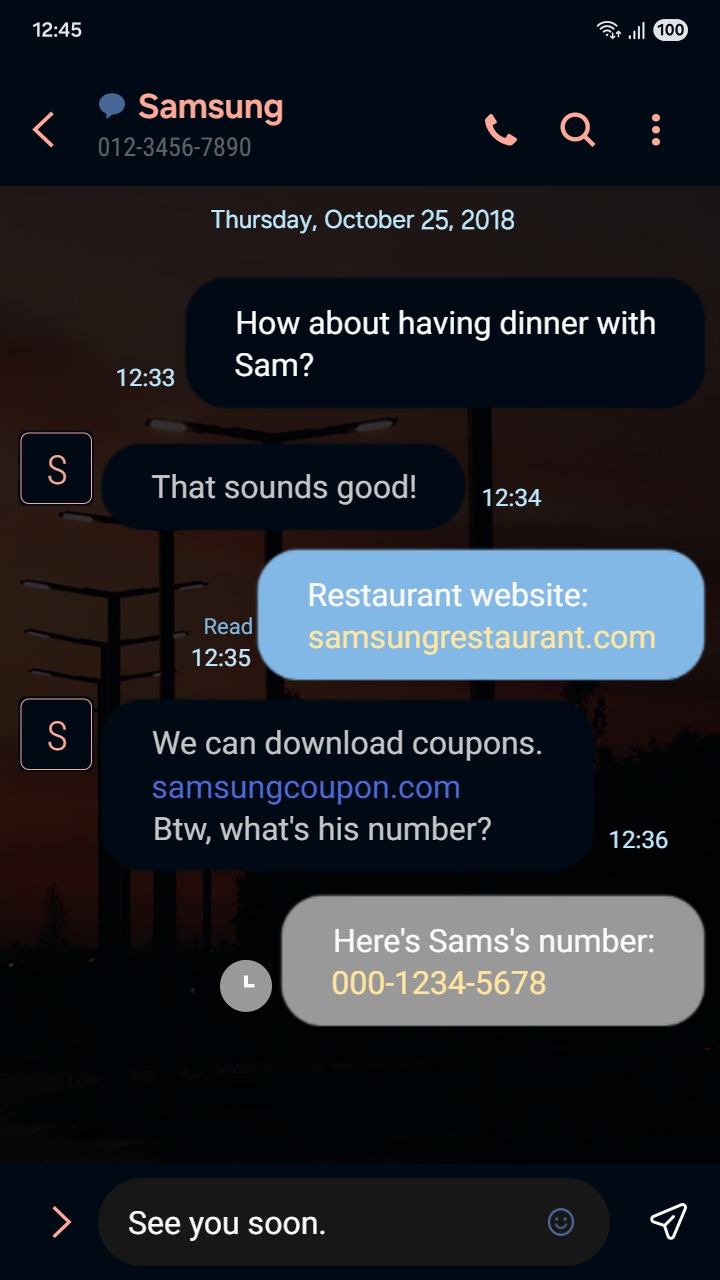 12:45
100
Samsung
012-3456-7890
Thursday, October 25, 2018
How about having dinner with
Sam?
12:33
S
That sounds good!
12:34
Restaurant website:
samsungrestaurant.com
Read
12:35
S
We can download coupons.
samsungcoupon.com
Btw, what's his number?
12:36
Here's Sams's number:
000-1234-5678
See you soon.